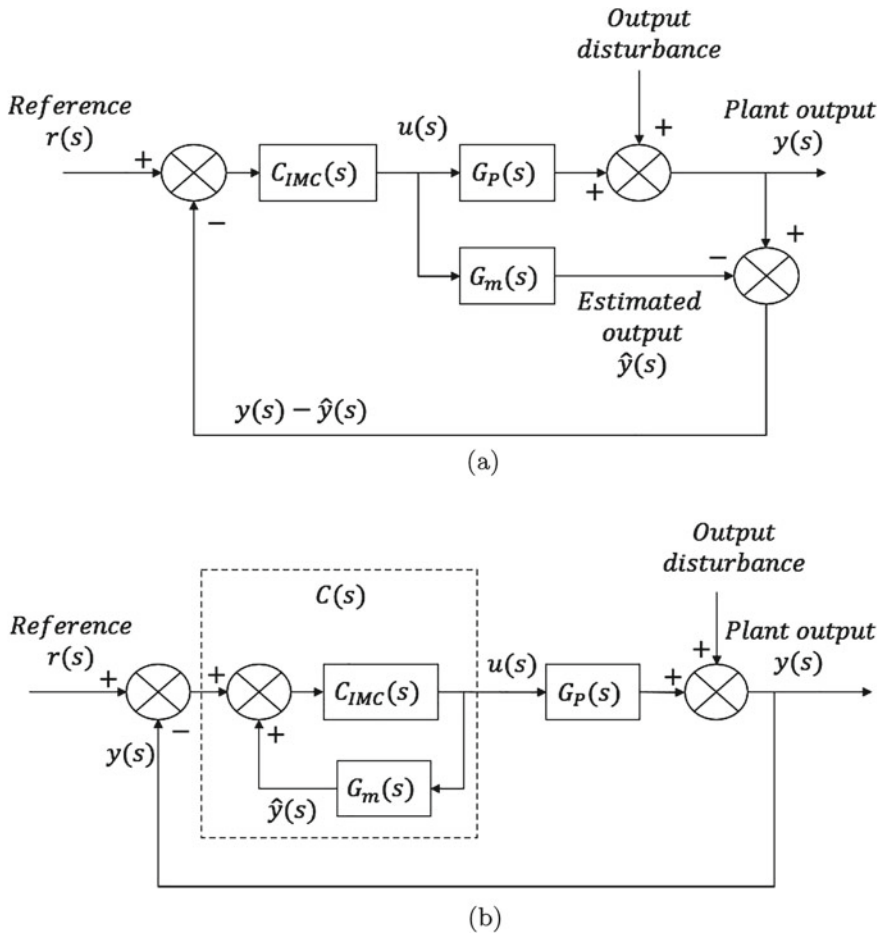 Output
disturbance
Reference
r(s)
u(s)
Plant output
y(s)
+
+
+
C_IMC(s)
G_P(s)
−
+
−
G_m(s)
Estimated
output
ŷ(s)
y(s) − ŷ(s)
(a)
Output
disturbance
C(s)
Reference
r(s)
u(s)
Plant output
y(s)
+
+
+
+
C_IMC(s)
G_P(s)
−
+
y(s)
ŷ(s)
G_m(s)
(b)